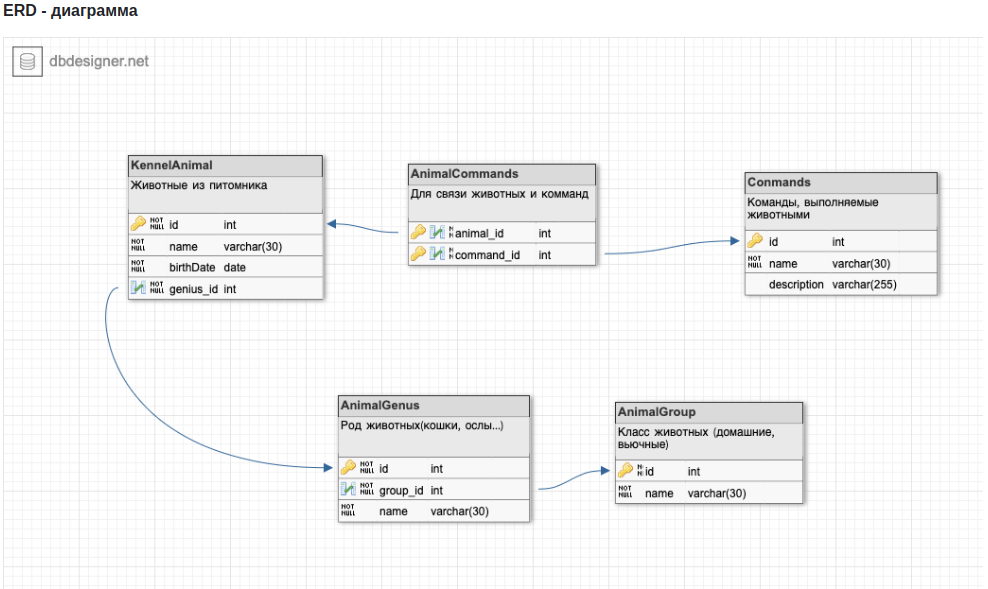 ERD - диаграмма
dbdesigner.net
KennelAnimal
Животные из питомника
NOT NULL id int
NOT NULL name varchar(30)
NOT NULL birthDate date
NOT NULL genius_id int
AnimalCommands
Для связи животных и комманд
N N animal_id int
N N command_id int
Conmands
Команды, выполняемые
животными
id int
NOT NULL name varchar(30)
description varchar(255)
AnimalGenus
Род животных(кошки, ослы...)
NOT NULL id int
NOT NULL group_id int
NOT NULL name varchar(30)
AnimalGroup
Класс животных (домашние,
вьючные)
N N id int
NOT NULL name varchar(30)